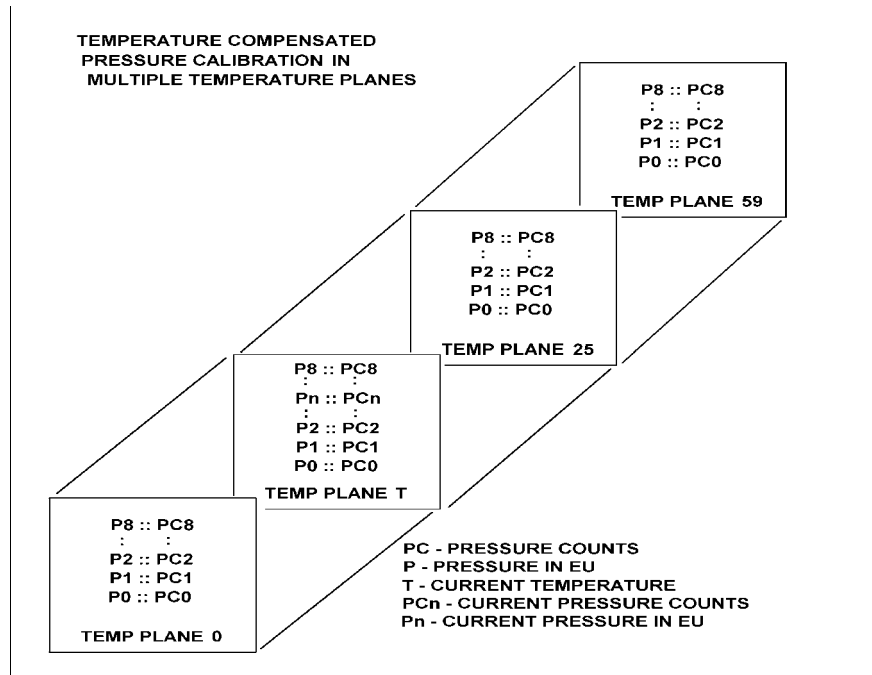 TEMPERATURE COMPENSATED
PRESSURE CALIBRATION IN
MULTIPLE TEMPERATURE PLANES
P8 :: PC8
: :
P2 :: PC2
P1 :: PC1
P0 :: PC0
TEMP PLANE 59
P8 :: PC8
: :
P2 :: PC2
P1 :: PC1
P0 :: PC0
TEMP PLANE 25
P8 :: PC8
: :
Pn :: PCn
: :
P2 :: PC2
P1 :: PC1
P0 :: PC0
TEMP PLANE T
P8 :: PC8
: :
P2 :: PC2
P1 :: PC1
P0 :: PC0
TEMP PLANE 0
PC - PRESSURE COUNTS
P - PRESSURE IN EU
T - CURRENT TEMPERATURE
PCn - CURRENT PRESSURE COUNTS
Pn - CURRENT PRESSURE IN EU